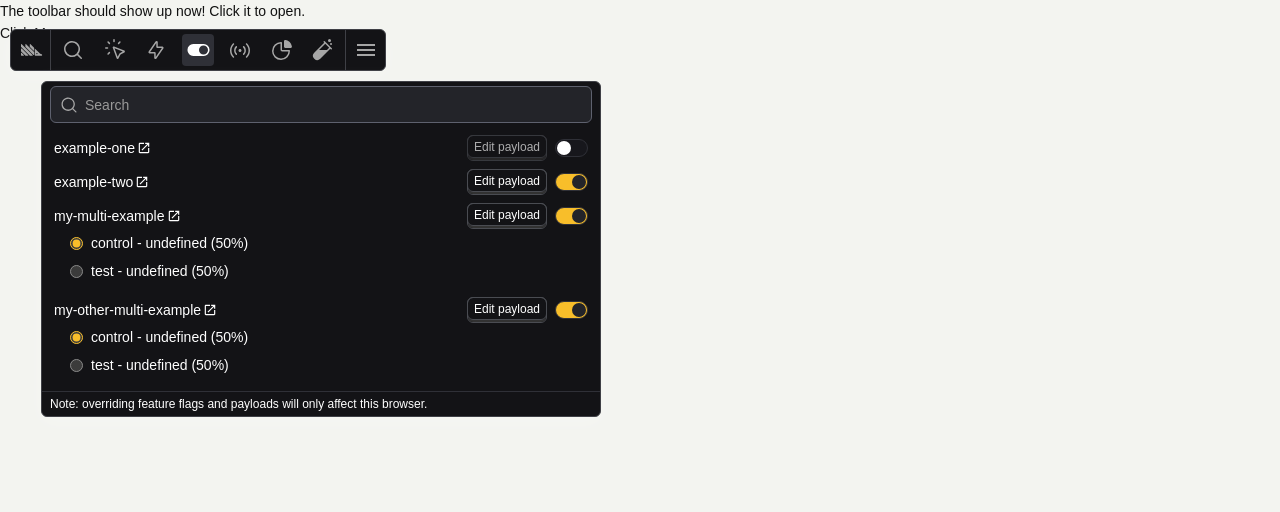 The toolbar should show up now! Click it to open.
Search
example-one
Edit payload
example-two
Edit payload
my-multi-example
Edit payload
control - undefined (50%)
test - undefined (50%)
my-other-multi-example
Edit payload
control - undefined (50%)
test - undefined (50%)
Note: overriding feature flags and payloads will only affect this browser.